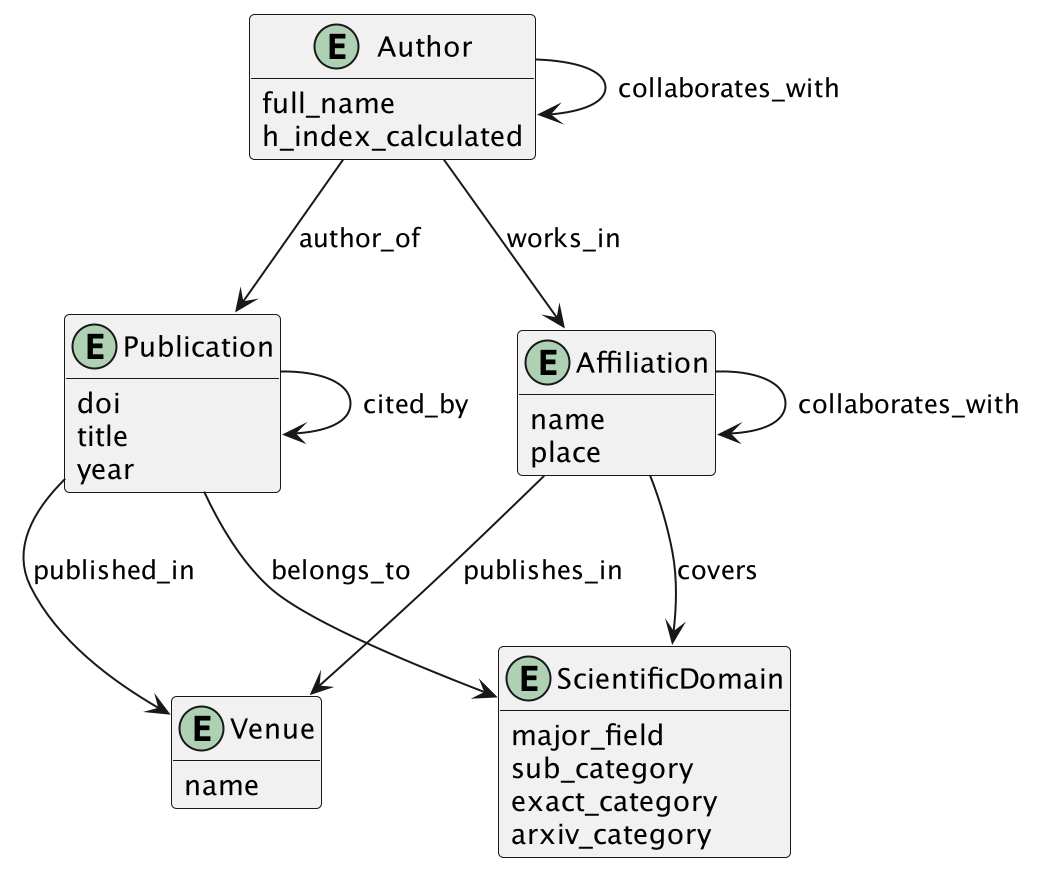 E Author
full_name
h_index_calculated
collaborates_with
author_of
works_in
E Publication
doi
title
year
cited_by
E Affiliation
name
place
collaborates_with
published_in
belongs_to
publishes_in
covers
E Venue
name
E ScientificDomain
major_field
sub_category
exact_category
arxiv_category